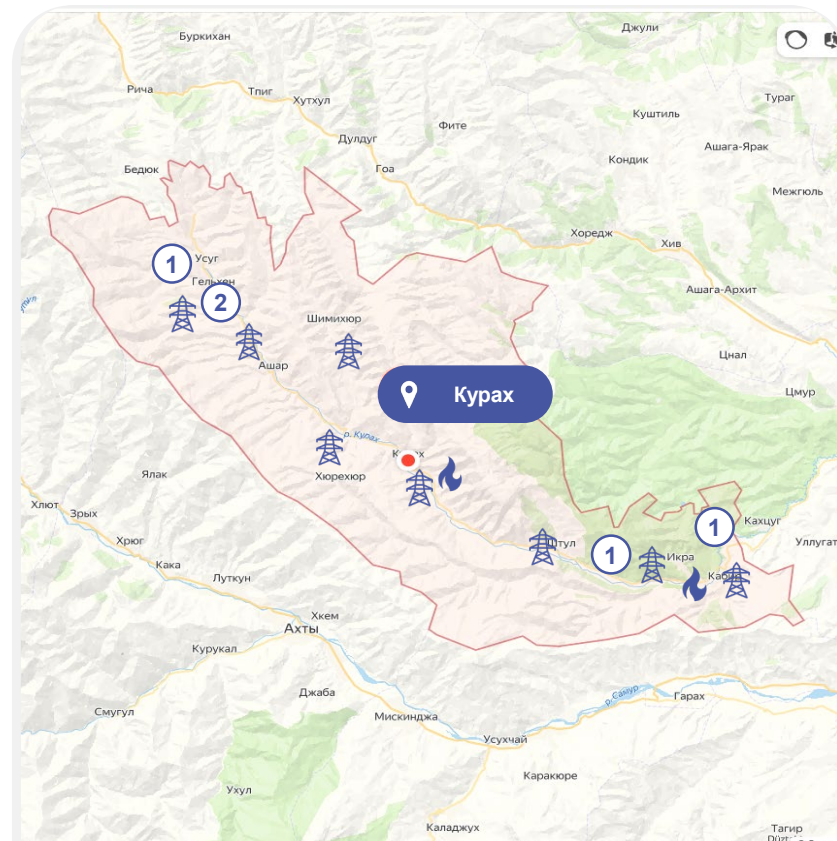 Джули
Буркихан
Рича
Тпиг
Хутхул
Тураг
Куштиль
Фите
Дулдуг
Ашага-Ярак
Кондик
Бедюк
Гоа
Межгюль
Хоредж
Хив
1
Усуг
Гельхен
Ашага-Архит
2
Шимихюр
Цнал
Ашар
Курах
Цмур
р. Курах
Ялак
Хюрехюр
Хлют
Зрых
Кахцуг
1
Хрюг
Уллугат
Штул
1
Икра
Кака
Кабир
Луткун
Хкем
Ахты
Курукал
Джаба
р. Самур
Гарах
Смугул
Мискинджа
Усухчай
Каракюре
Ухул
Каладжух
Тагир